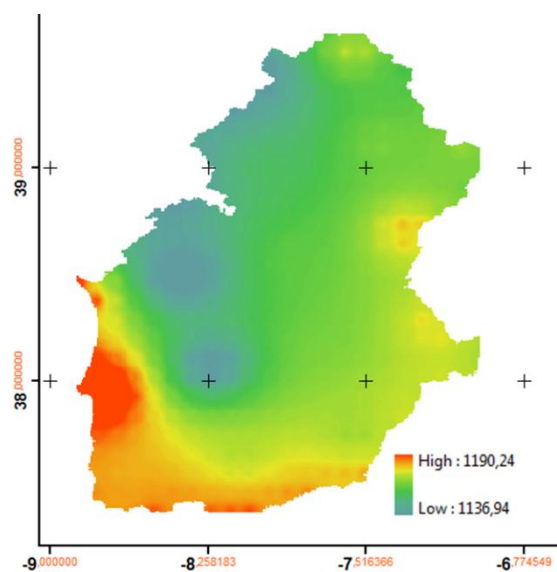 39,000000
38,000000
High : 1190,24
Low : 1136,94
-9,000000 -8,258183 -7,516366 -6,774549